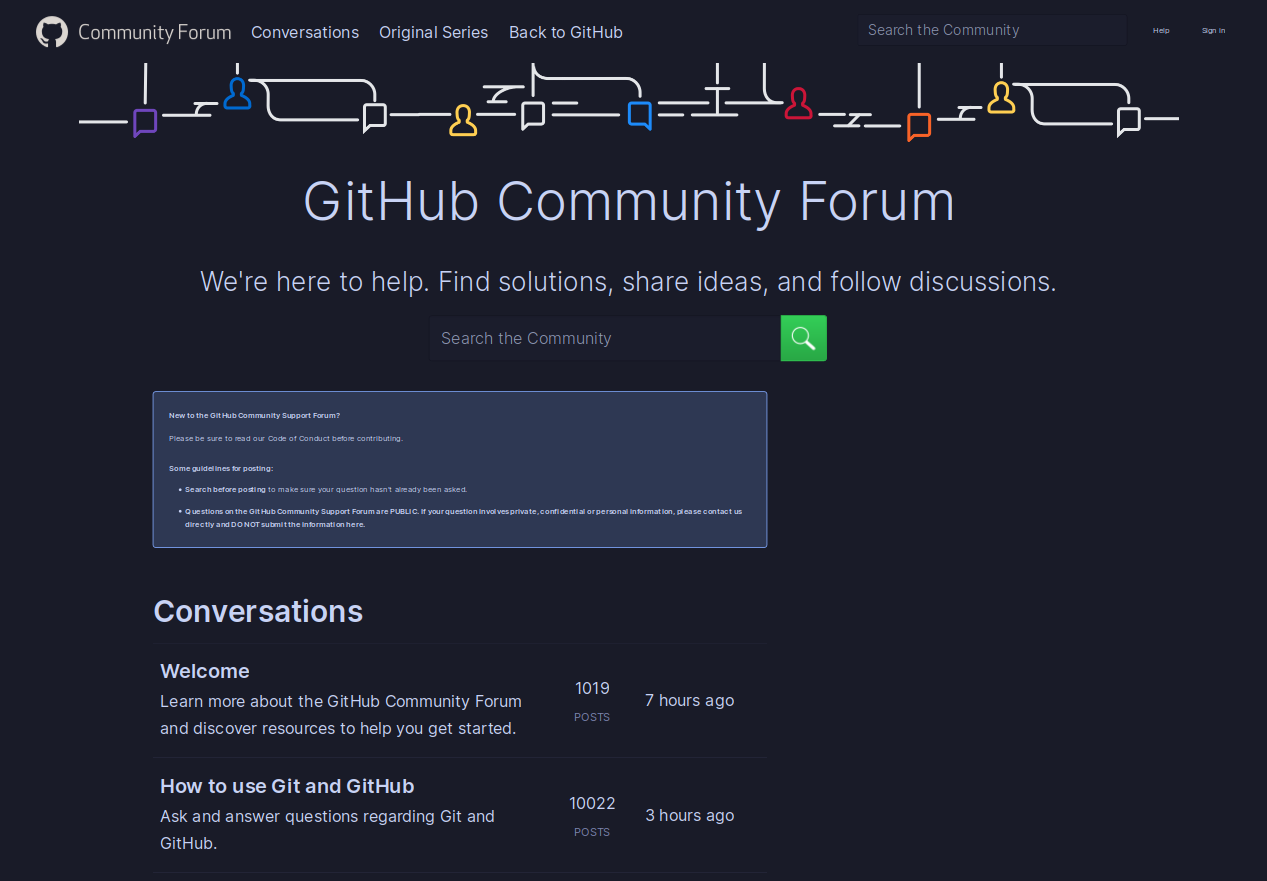 Community Forum Conversations Original Series Back to GitHub Search the Community Help Sign In
GitHub Community Forum
We're here to help. Find solutions, share ideas, and follow discussions.
Search the Community
New to the GitHub Community Support Forum?
Please be sure to read our Code of Conduct before contributing.
Some guidelines for posting:
• Search before posting to make sure your question hasn't already been asked.
• Questions on the GitHub Community Support Forum are PUBLIC. If your question involves private, confidential or personal information, please contact us
directly and DO NOT submit the information here.
Conversations
Welcome
Learn more about the GitHub Community Forum
and discover resources to help you get started.
1019
POSTS
7 hours ago
How to use Git and GitHub
Ask and answer questions regarding Git and
GitHub.
10022
POSTS
3 hours ago